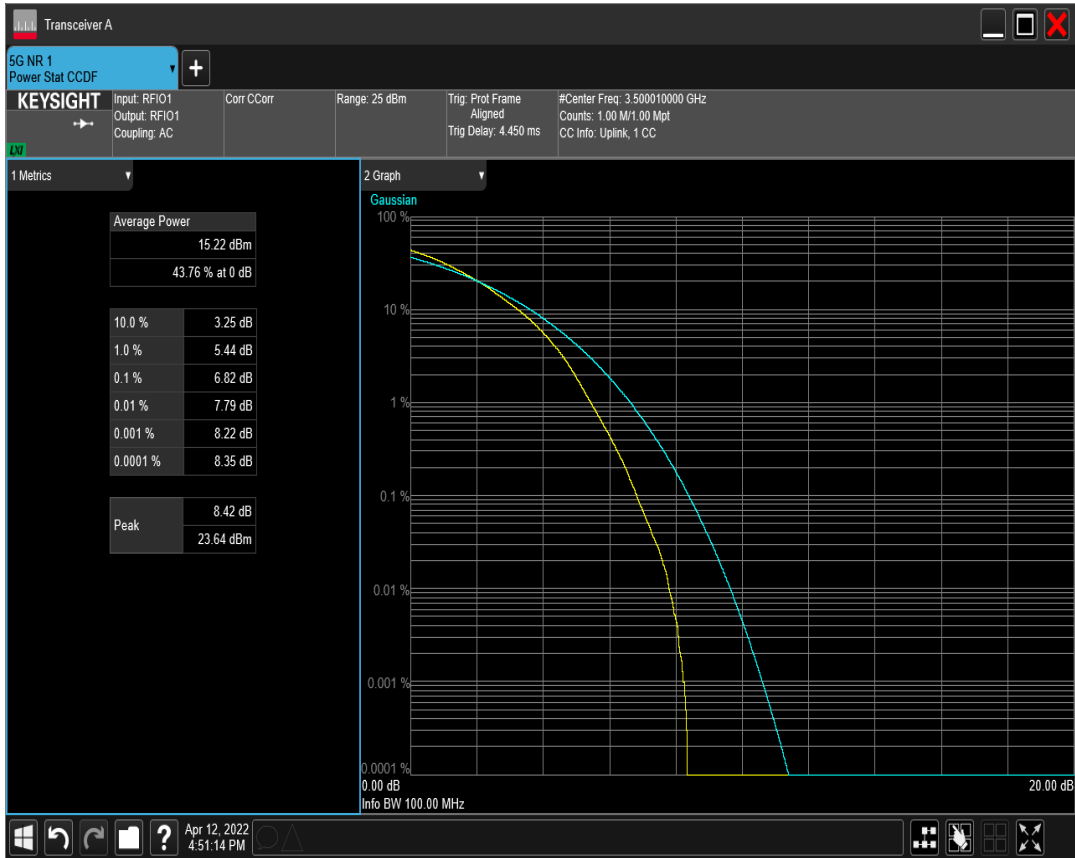 Transceiver A
5G NR 1
Power Stat CCDF
KEYSIGHT
LXI
Input: RFIO1
Output: RFIO1
Coupling: AC
Corr CCorr
Range: 25 dBm
Trig: Prot Frame
Aligned
Trig Delay: 4.450 ms
#Center Freq: 3.500010000 GHz
Counts: 1.00 M/1.00 Mpt
CC Info: Uplink, 1 CC
1 Metrics
Average Power
15.22 dBm
43.76 % at 0 dB
10.0 % 3.25 dB
1.0 % 5.44 dB
0.1 % 6.82 dB
0.01 % 7.79 dB
0.001 % 8.22 dB
0.0001 % 8.35 dB
Peak
8.42 dB
23.64 dBm
2 Graph
Gaussian
100 %
10 %
1 %
0.1 %
0.01 %
0.001 %
0.0001 %
0.00 dB 20.00 dB
Info BW 100.00 MHz
? Apr 12, 2022
4:51:14 PM